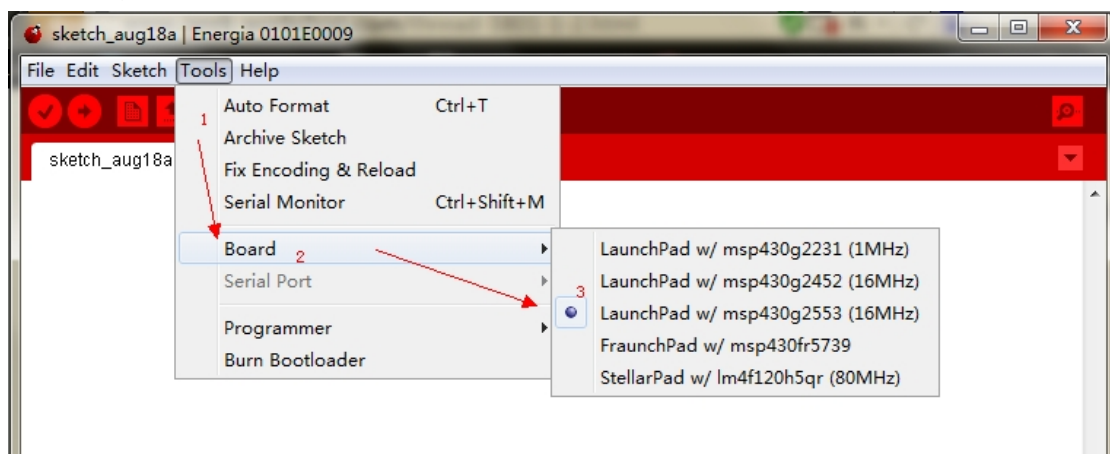 sketch_aug18a | Energia 0101E0009
File Edit Sketch Tools Help
Auto Format Ctrl+T
1
Archive Sketch
sketch_aug18a
Fix Encoding & Reload
Serial Monitor Ctrl+Shift+M
Board
2
LaunchPad w/ msp430g2231 (1MHz)
Serial Port
LaunchPad w/ msp430g2452 (16MHz)
3
LaunchPad w/ msp430g2553 (16MHz)
Programmer
FraunchPad w/ msp430fr5739
Burn Bootloader
StellarPad w/ lm4f120h5qr (80MHz)